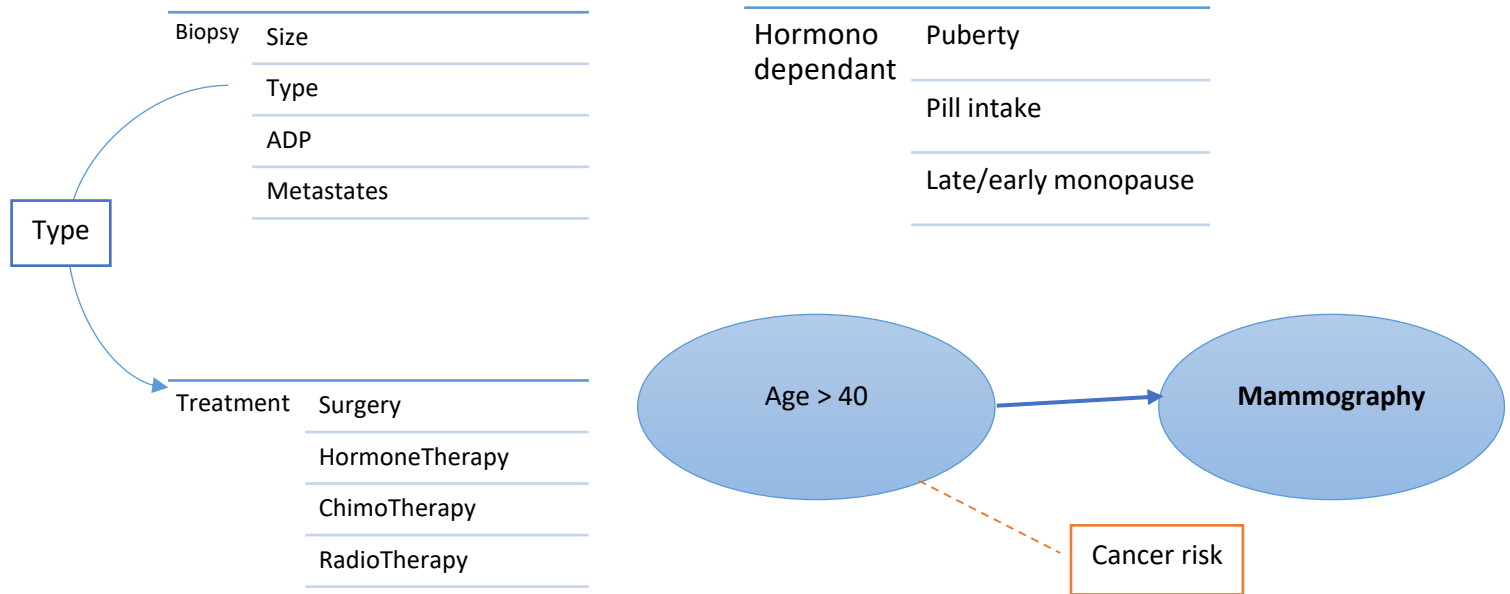 Biopsy
Size
Type
ADP
Metastates
Type
Treatment
Surgery
HormoneTherapy
ChimoTherapy
RadioTherapy
Hormono
dependant
Puberty
Pill intake
Late/early monopause
Age > 40
Mammography
Cancer risk